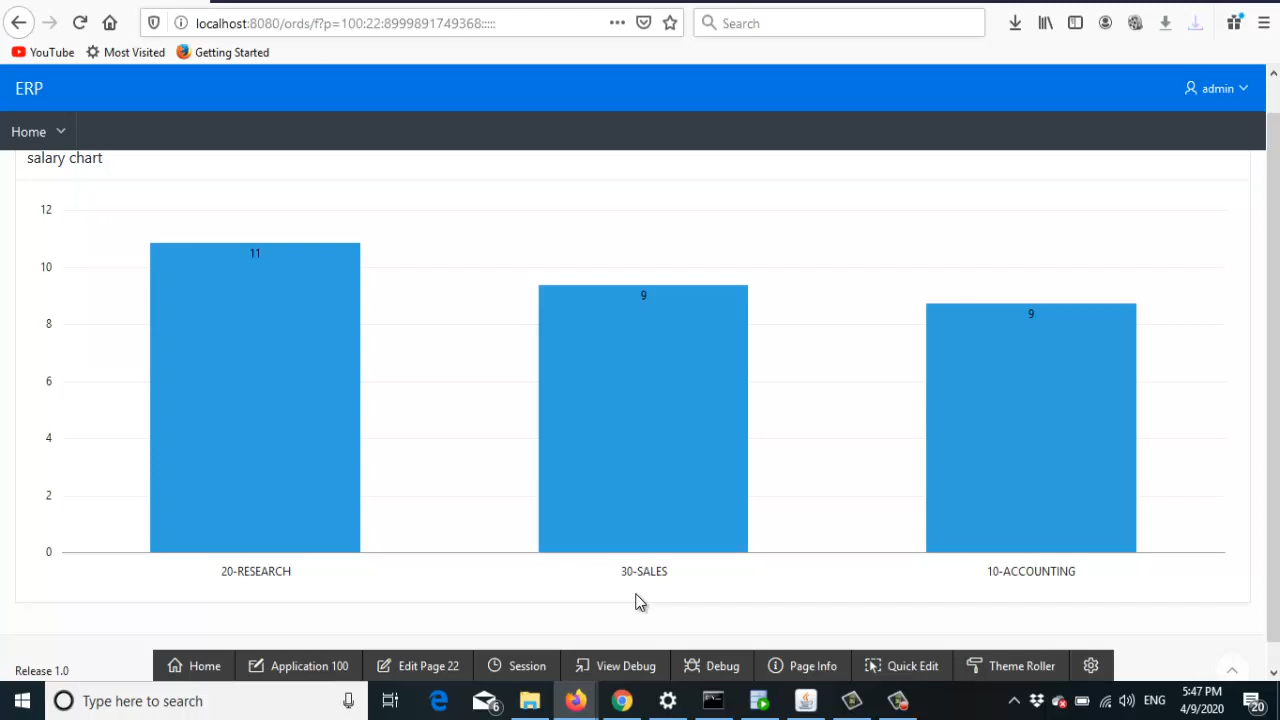 localhost:8080/ords/f?p=100:22:8999891749368:::::
Search
YouTube
Most Visited
Getting Started
ERP
admin
Home
salary chart
12
10
8
6
4
2
0
11
9
9
20-RESEARCH
30-SALES
10-ACCOUNTING
Release 1.0
Home
Application 100
Edit Page 22
Session
View Debug
Debug
Page Info
Quick Edit
Theme Roller
Type here to search
6
ENG
5:47 PM
4/9/2020
20